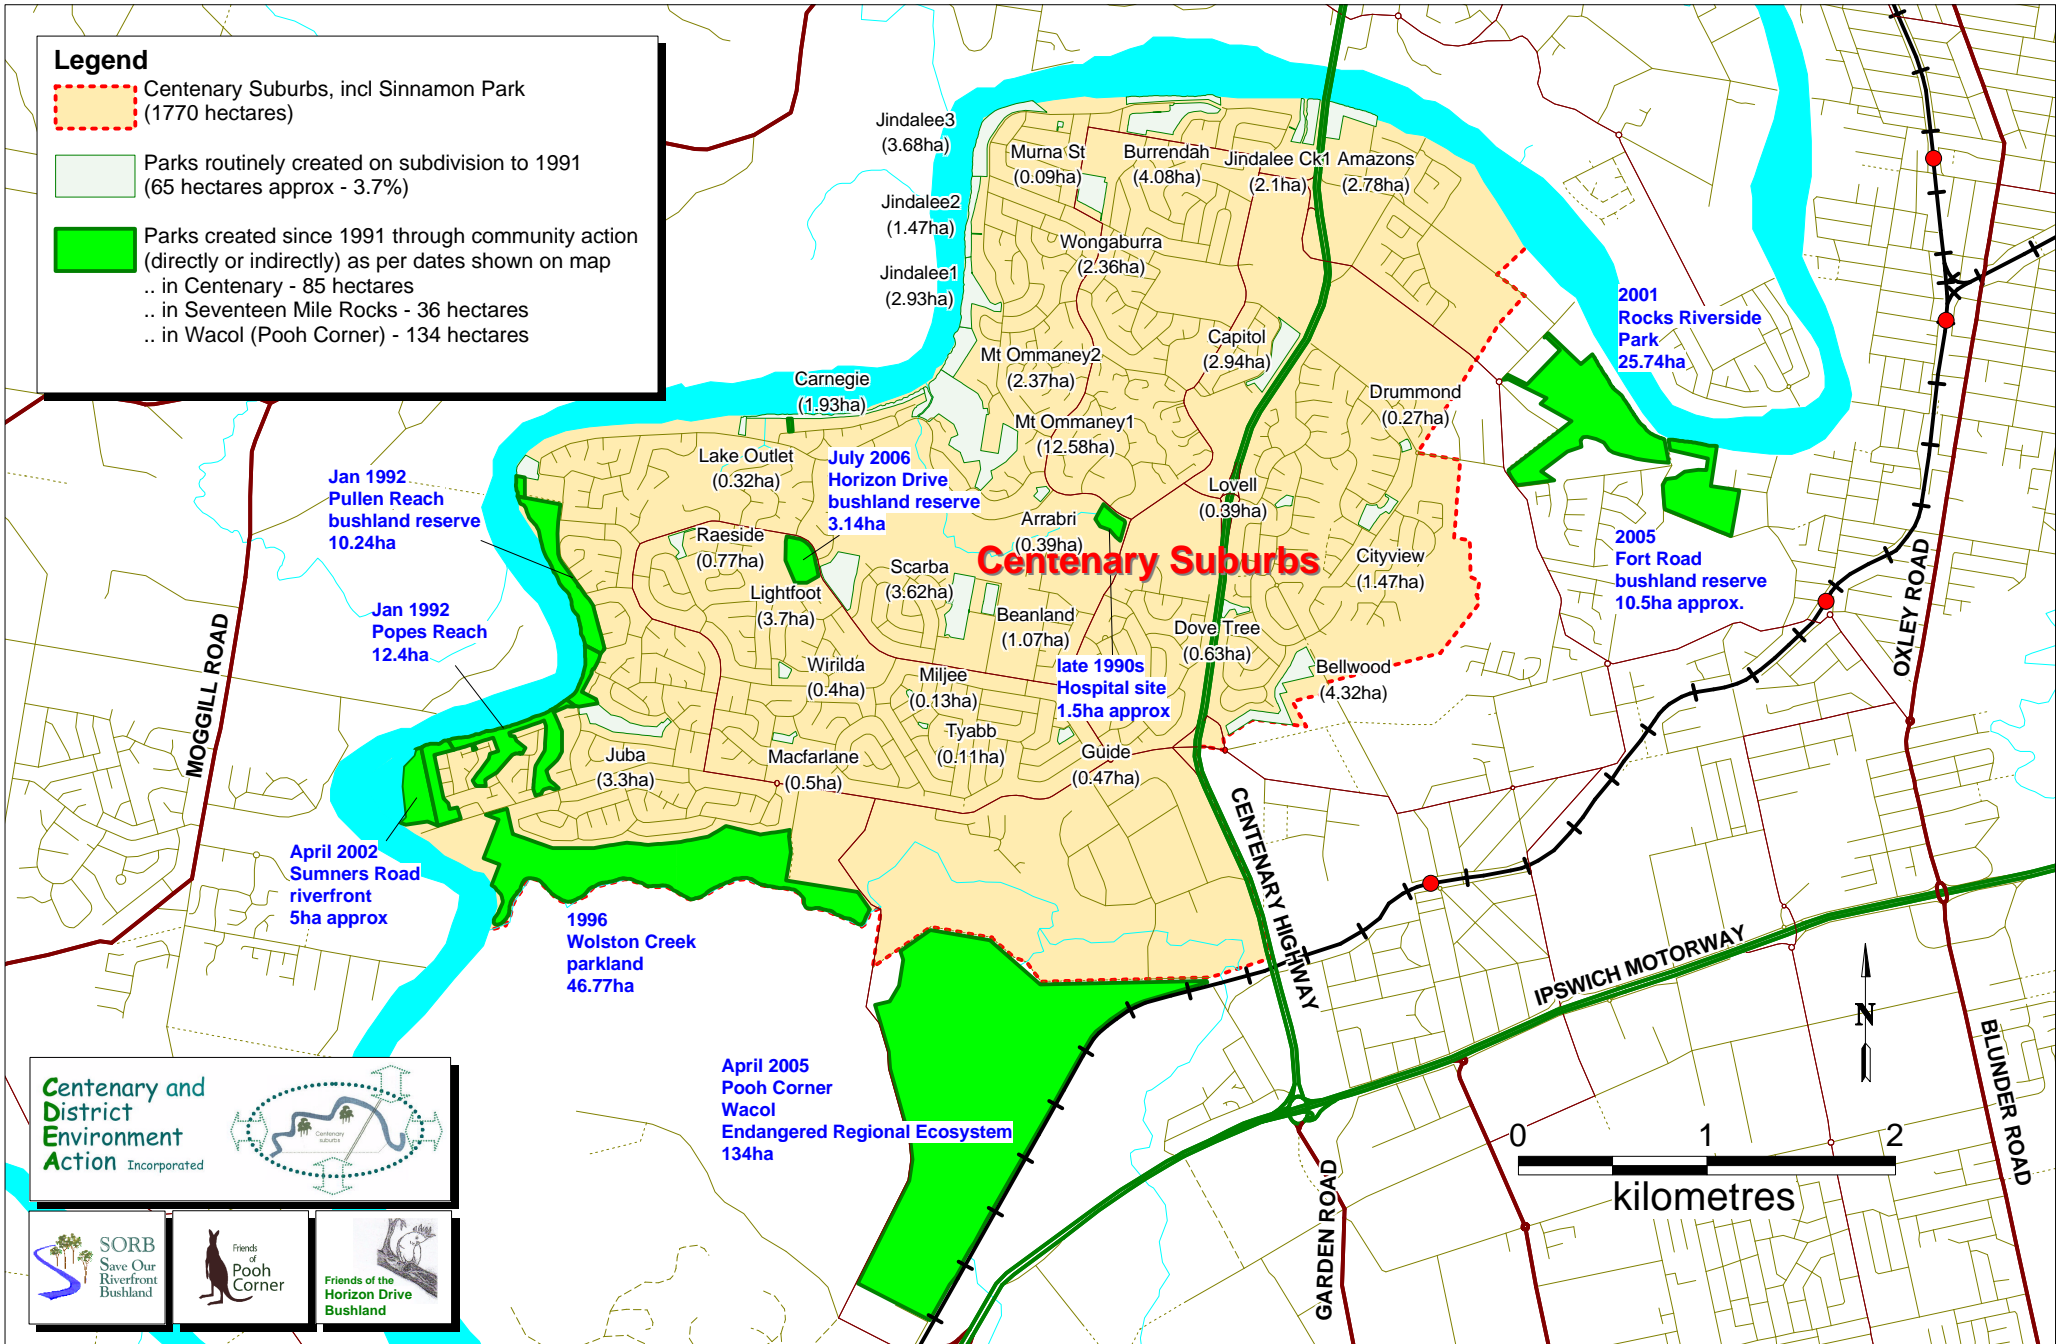 Legend
Centenary Suburbs, incl Sinnamon Park
(1770 hectares)
Parks routinely created on subdivision to 1991
(65 hectares approx - 3.7%)
Parks created since 1991 through community action
(directly or indirectly) as per dates shown on map
.. in Centenary - 85 hectares
.. in Seventeen Mile Rocks - 36 hectares
.. in Wacol (Pooh Corner) - 134 hectares
Jindalee3
(3.68ha)
Murna St
(0.09ha)
Burrendah
(4.08ha)
Jindalee Ck1
(2.1ha)
Amazons
(2.78ha)
Jindalee2
(1.47ha)
Wongaburra
(2.36ha)
Jindalee1
(2.93ha)
Capitol
(2.94ha)
Mt Ommaney2
(2.37ha)
Carnegie
(1.93ha)
Drummond
(0.27ha)
Mt Ommaney1
(12.58ha)
2001
Rocks Riverside
Park
25.74ha
Lake Outlet
(0.32ha)
July 2006
Horizon Drive
bushland reserve
3.14ha
Jan 1992
Pullen Reach
bushland reserve
10.24ha
Lovell
(0.39ha)
Arrabri
(0.39ha)
Raeside
(0.77ha)
Centenary Suburbs
Cityview
(1.47ha)
2005
Fort Road
bushland reserve
10.5ha approx.
Scarba
(3.62ha)
Lightfoot
(3.7ha)
Beanland
(1.07ha)
Jan 1992
Popes Reach
12.4ha
Dove Tree
(0.63ha)
Wirilda
(0.4ha)
Miljee
(0.13ha)
late 1990s
Hospital site
1.5ha approx
Bellwood
(4.32ha)
Tyabb
(0.11ha)
Juba
(3.3ha)
Macfarlane
(0.5ha)
Guide
(0.47ha)
MOGGILL ROAD
OXLEY ROAD
CENTENARY HIGHWAY
IPSWICH MOTORWAY
BLUNDER ROAD
GARDEN ROAD
April 2002
Sumners Road
riverfront
5ha approx
1996
Wolston Creek
parkland
46.77ha
April 2005
Pooh Corner
Wacol
Endangered Regional Ecosystem
134ha
N
0 1 2
kilometres
Centenary and
District
Environment
Action Incorporated
Centenary
suburbs
SORB
Save Our
Riverfront
Bushland
Friends
of
Pooh
Corner
Friends of the
Horizon Drive
Bushland